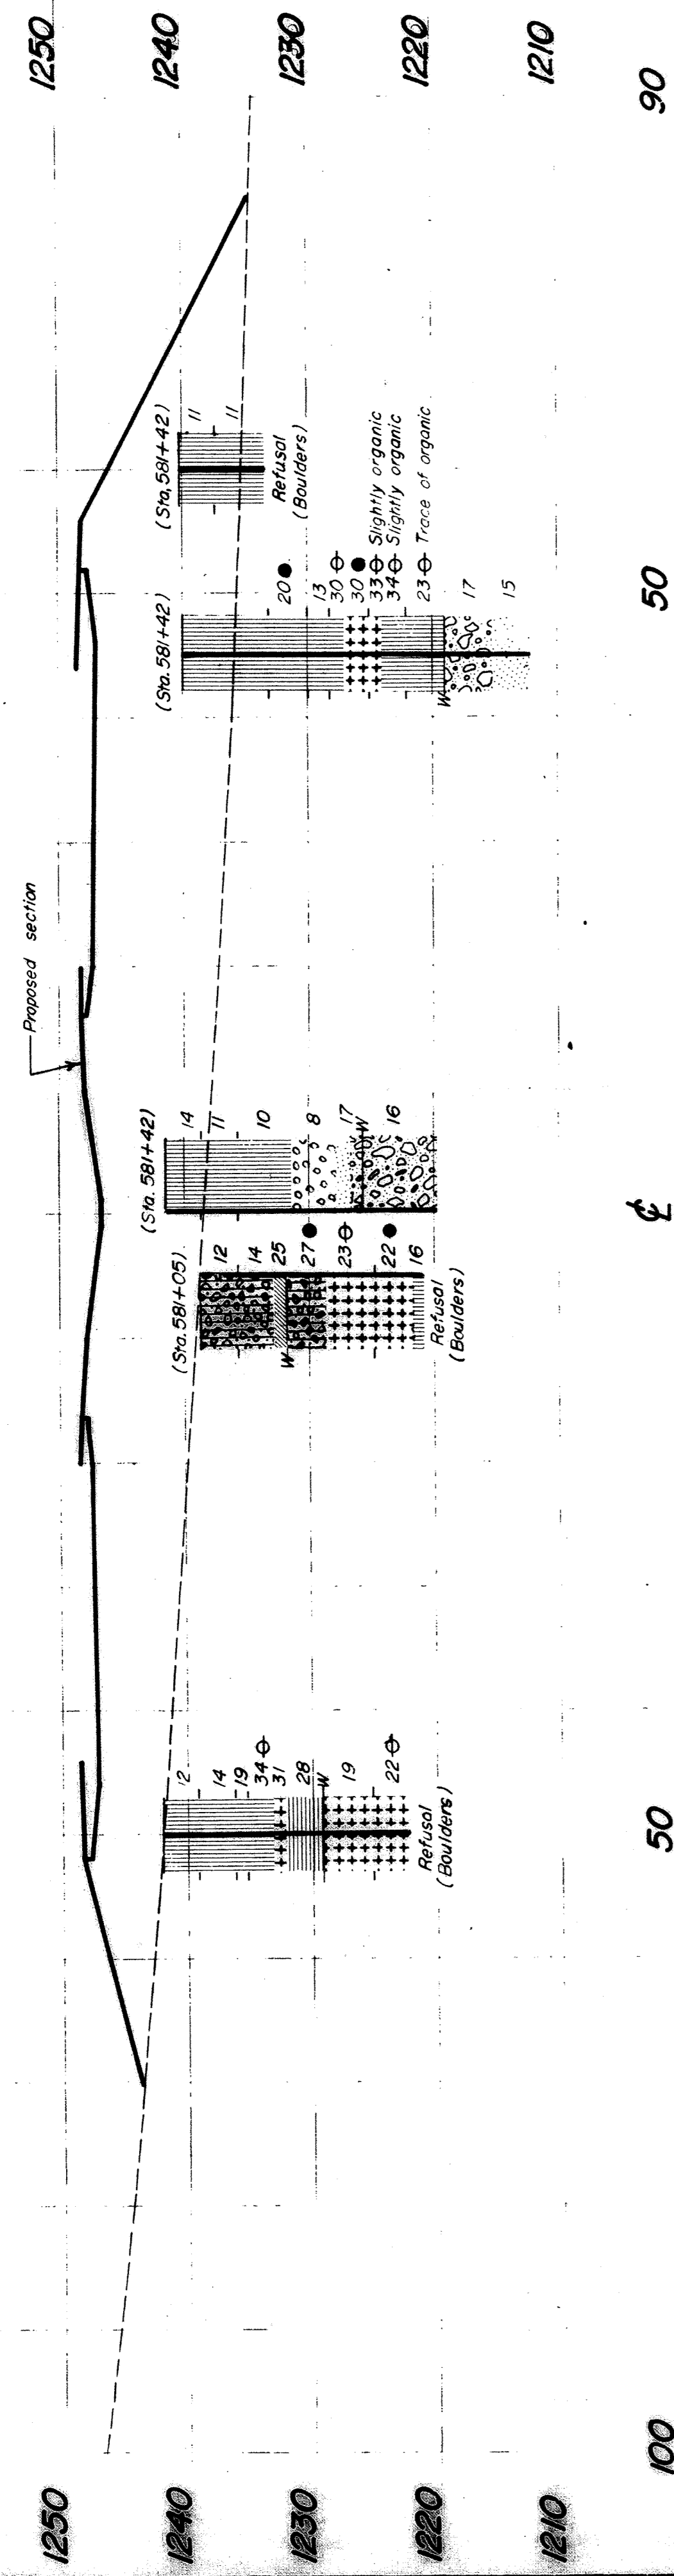 1250
1240
1230
1220
1210
1250
1240
1230
1220
1210
100
50
℄
50
90
Proposed section
12
14
19
34
31
28
W
19
22
Refusal
(Boulders)
(Sta. 581+05)
12
14
25
27
23
22
16
W
Refusal
(Boulders)
(Sta. 581+42)
14
11
10
8
17
W
16
(Sta. 581+42)
20
13
30
30
33 Slightly organic
34 Slightly organic
23 Trace of organic
17
15
W
(Sta. 581+42)
11
11
Refusal
(Boulders)